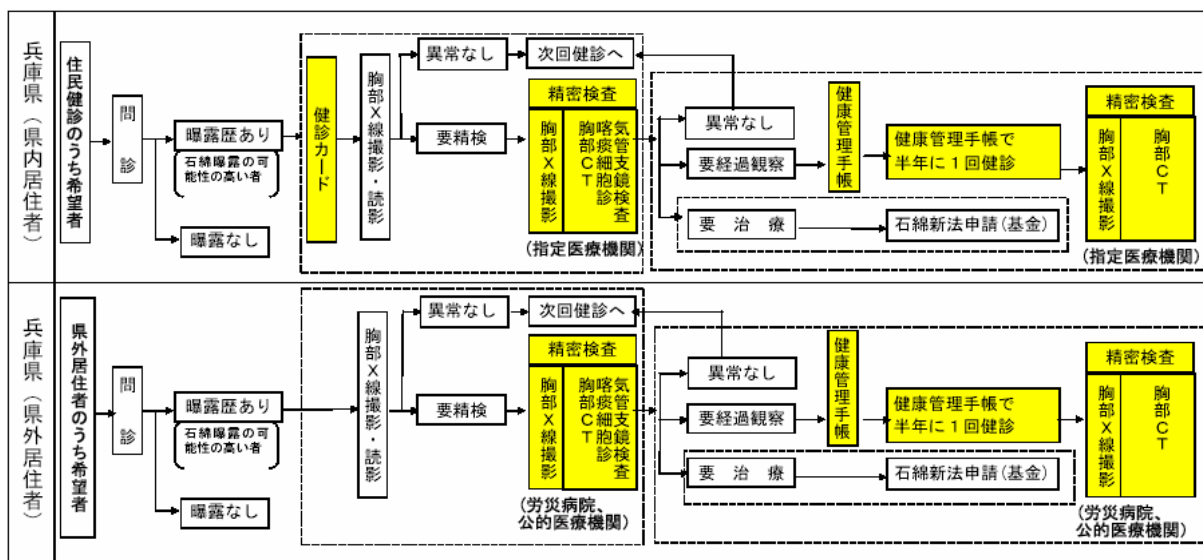 兵庫県（県内居住者）
住民健診のうち希望者
問診
曝露歴あり
(石綿曝露の可
能性の高い者)
曝露なし
健診カード
胸部Ｘ線撮影・読影
異常なし
次回健診へ
要精検
精密検査
胸部Ｘ線撮影
気管支鏡検査
喀痰細胞診
胸部ＣＴ
(指定医療機関)
異常なし
要経過観察
要　治　療
健康管理手帳
健康管理手帳で
半年に１回健診
石綿新法申請(基金)
精密検査
胸部Ｘ線撮影
胸部ＣＴ
(指定医療機関)
兵庫県（県外居住者）
県外居住者のうち希望者
問診
曝露歴あり
(石綿曝露の可
能性の高い者)
曝露なし
胸部Ｘ線撮影・読影
異常なし
次回健診へ
要精検
精密検査
胸部Ｘ線撮影
気管支鏡検査
喀痰細胞診
胸部ＣＴ
(労災病院、
公的医療機関)
異常なし
要経過観察
要　治　療
健康管理手帳
健康管理手帳で
半年に１回健診
石綿新法申請(基金)
精密検査
胸部Ｘ線撮影
胸部ＣＴ
(労災病院、
公的医療機関)